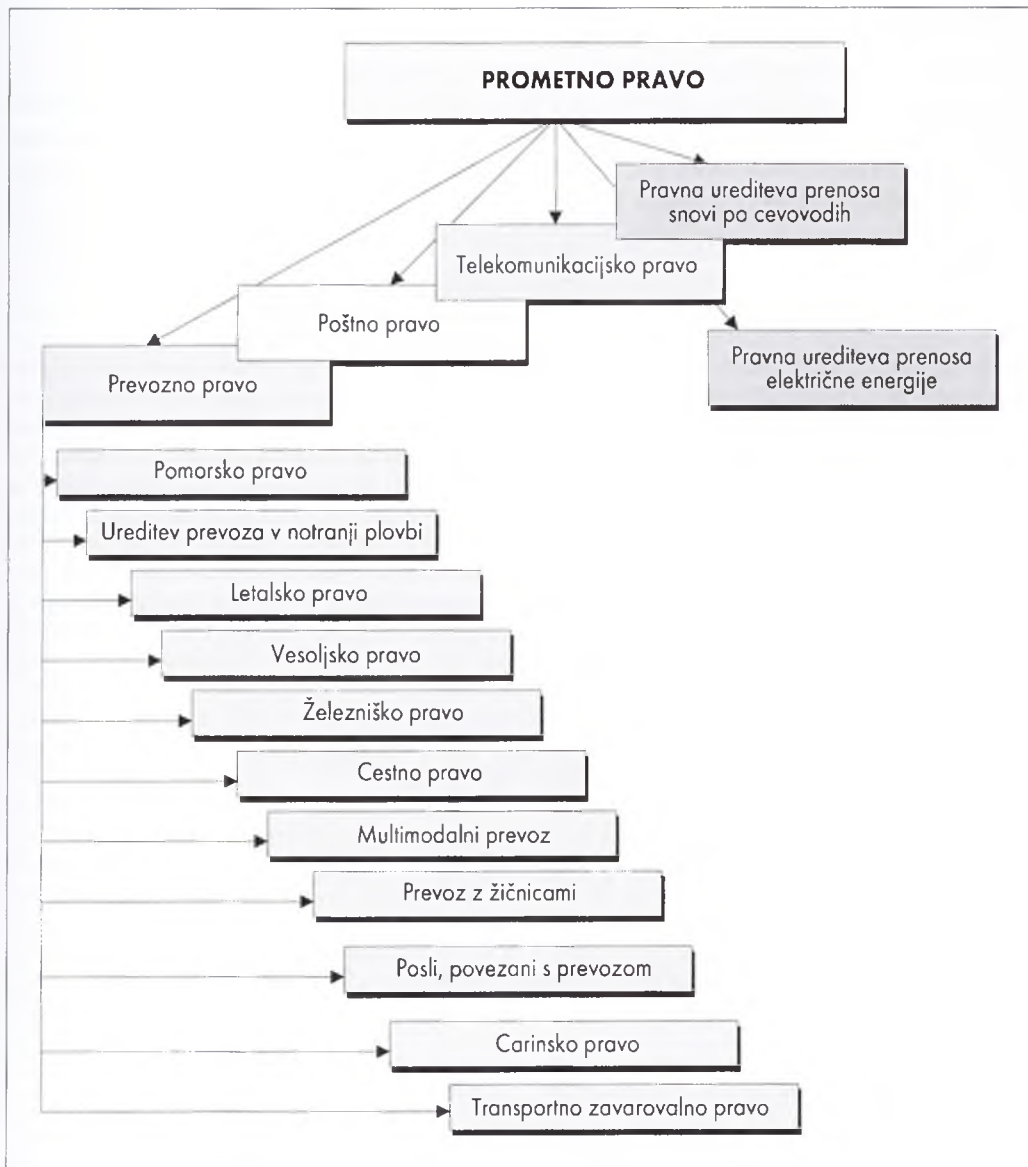 PROMETNO PRAVO
Pravna urediteva prenosa
snovi po cevovodih
Telekomunikacijsko pravo
Poštno pravo
Pravna urediteva prenosa
električne energije
Prevozno pravo
Pomorsko pravo
Ureditev prevoza v notranji plovbi
Letalsko pravo
Vesoljsko pravo
Železniško pravo
Cestno pravo
Multimodalni prevoz
Prevoz z žičnicami
Posli, povezani s prevozom
Carinsko pravo
Transportno zavarovalno pravo